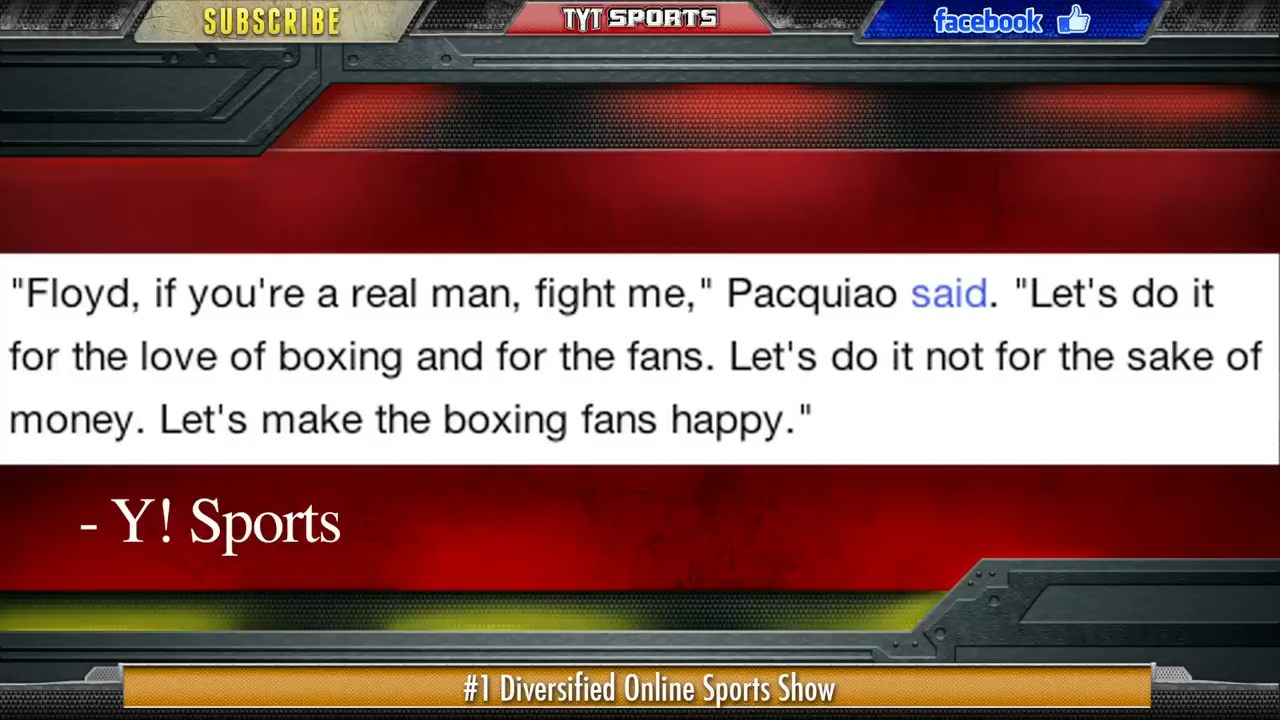 SUBSCRIBE
TYT SPORTS
facebook
"Floyd, if you're a real man, fight me," Pacquiao said. "Let's do it
for the love of boxing and for the fans. Let's do it not for the sake of
money. Let's make the boxing fans happy."
- Y! Sports
#1 Diversified Online Sports Show